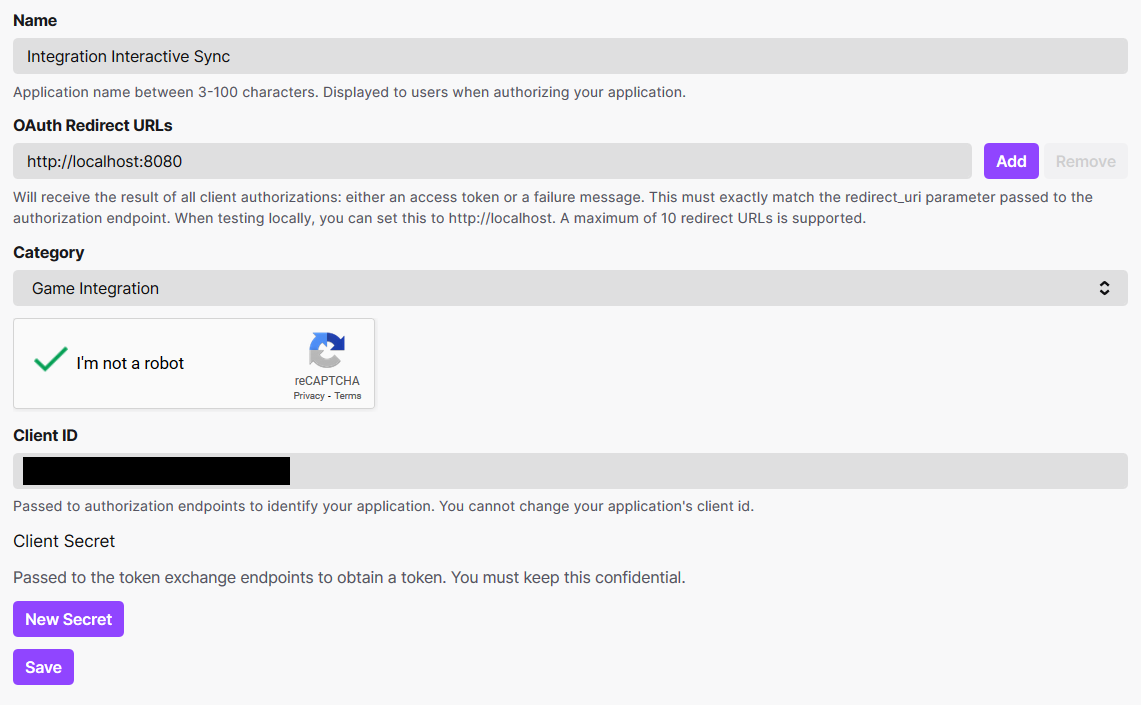 Name
Integration Interactive Sync
Application name between 3-100 characters. Displayed to users when authorizing your application.
OAuth Redirect URLs
http://localhost:8080
Add
Remove
Will receive the result of all client authorizations: either an access token or a failure message. This must exactly match the redirect_uri parameter passed to the
authorization endpoint. When testing locally, you can set this to http://localhost. A maximum of 10 redirect URLs is supported.
Category
Game Integration
I'm not a robot
reCAPTCHA
Privacy - Terms
Client ID
Passed to authorization endpoints to identify your application. You cannot change your application's client id.
Client Secret
Passed to the token exchange endpoints to obtain a token. You must keep this confidential.
New Secret
Save